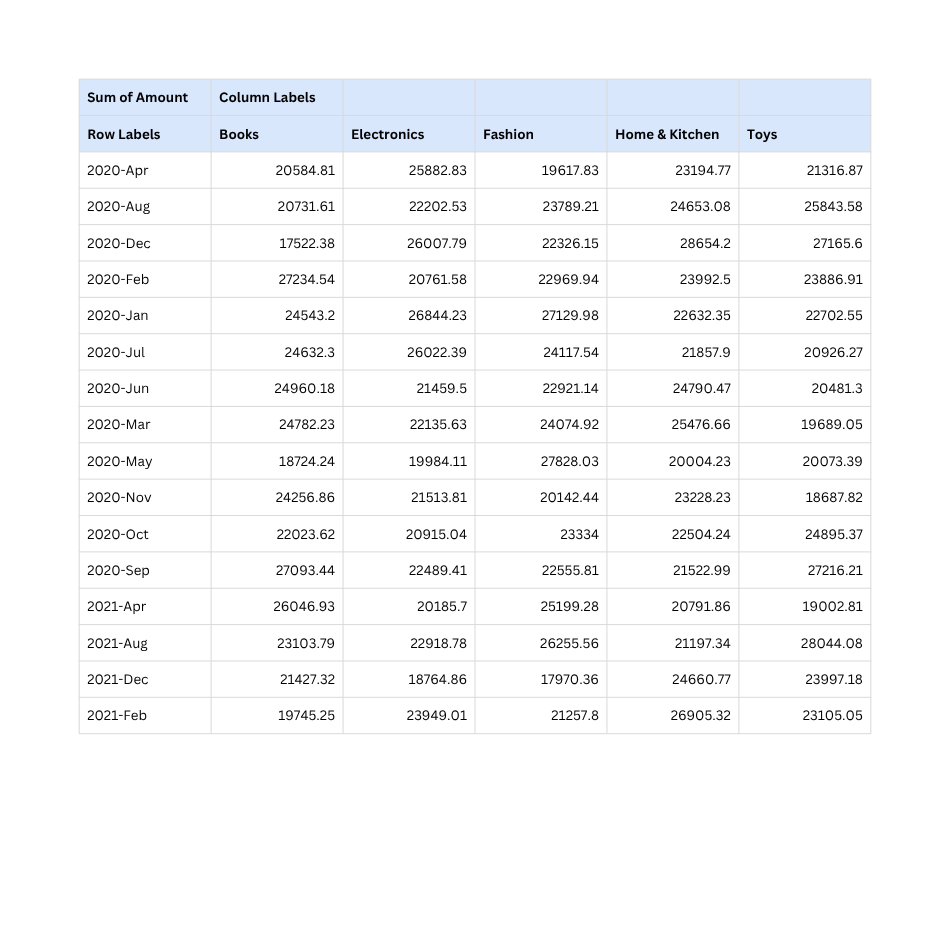 Sum of Amount Column Labels
Row Labels Books Electronics Fashion Home & Kitchen Toys
2020-Apr 20584.81 25882.83 19617.83 23194.77 21316.87
2020-Aug 20731.61 22202.53 23789.21 24653.08 25843.58
2020-Dec 17522.38 26007.79 22326.15 28654.2 27165.6
2020-Feb 27234.54 20761.58 22969.94 23992.5 23886.91
2020-Jan 24543.2 26844.23 27129.98 22632.35 22702.55
2020-Jul 24632.3 26022.39 24117.54 21857.9 20926.27
2020-Jun 24960.18 21459.5 22921.14 24790.47 20481.3
2020-Mar 24782.23 22135.63 24074.92 25476.66 19689.05
2020-May 18724.24 19984.11 27828.03 20004.23 20073.39
2020-Nov 24256.86 21513.81 20142.44 23228.23 18687.82
2020-Oct 22023.62 20915.04 23334 22504.24 24895.37
2020-Sep 27093.44 22489.41 22555.81 21522.99 27216.21
2021-Apr 26046.93 20185.7 25199.28 20791.86 19002.81
2021-Aug 23103.79 22918.78 26255.56 21197.34 28044.08
2021-Dec 21427.32 18764.86 17970.36 24660.77 23997.18
2021-Feb 19745.25 23949.01 21257.8 26905.32 23105.05